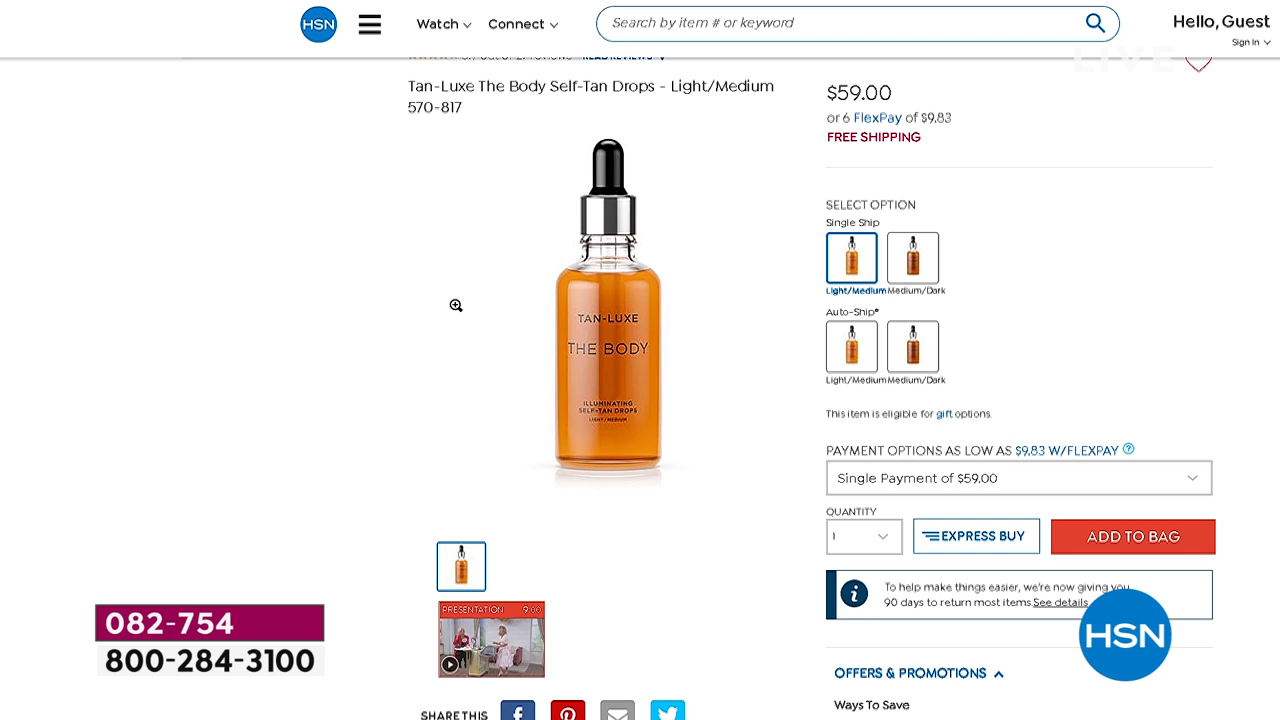 HSN
Watch
Connect
Search by item # or keyword
Hello, Guest
Sign In
LIVE
READ REVIEWS
Tan-Luxe The Body Self-Tan Drops - Light/Medium
570-817
$59.00
or 6 FlexPay of $9.83
FREE SHIPPING
SELECT OPTION
Single Ship
Light/Medium Medium/Dark
Auto-Ship®
Light/Medium Medium/Dark
TAN-LUXE
THE BODY
ILLUMINATING
SELF-TAN DROPS
LIGHT / MEDIUM
This item is eligible for gift options.
PAYMENT OPTIONS AS LOW AS $9.83 W/FLEXPAY ?
Single Payment of $59.00
QUANTITY
1
EXPRESS BUY
ADD TO BAG
i
To help make things easier, we're now giving you
90 days to return most items. See details
PRESENTATION 9:00
082-754
800-284-3100
HSN
OFFERS & PROMOTIONS
Ways To Save
SHARE THIS